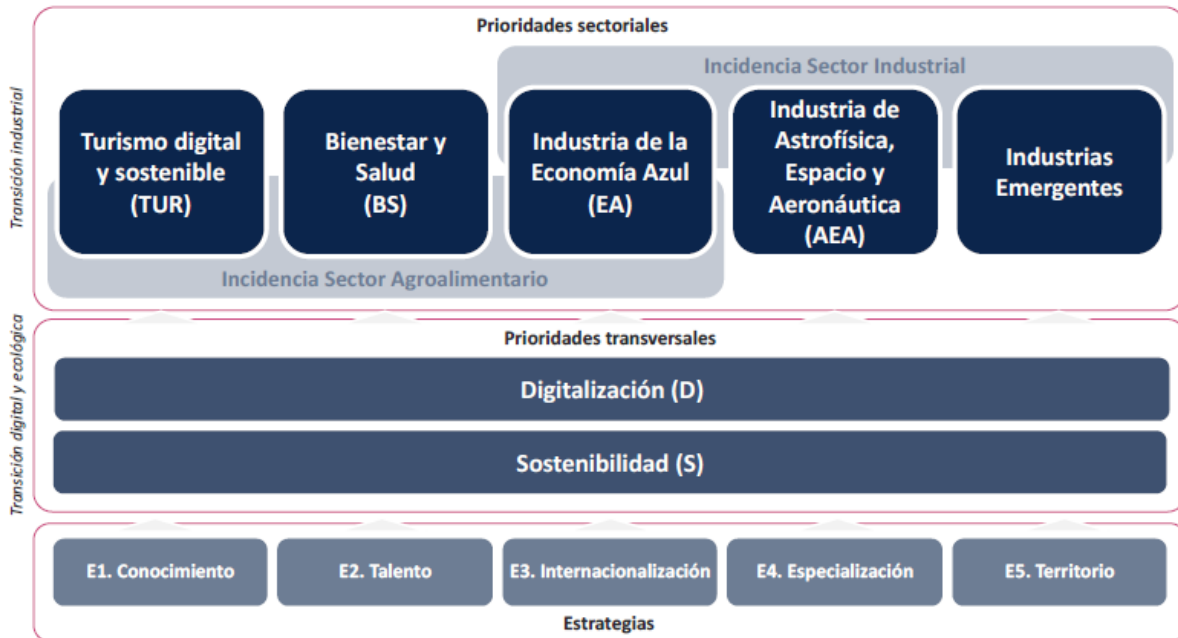 Prioridades sectoriales
Transición industrial
Incidencia Sector Industrial
Turismo digital
y sostenible
(TUR)
Bienestar y
Salud
(BS)
Industria de la
Economía Azul
(EA)
Industria de
Astrofísica,
Espacio y
Aeronáutica
(AEA)
Industrias
Emergentes
Incidencia Sector Agroalimentario
Transición digital y ecológica
Prioridades transversales
Digitalización (D)
Sostenibilidad (S)
E1. Conocimiento
E2. Talento
E3. Internacionalización
E4. Especialización
E5. Territorio
Estrategias